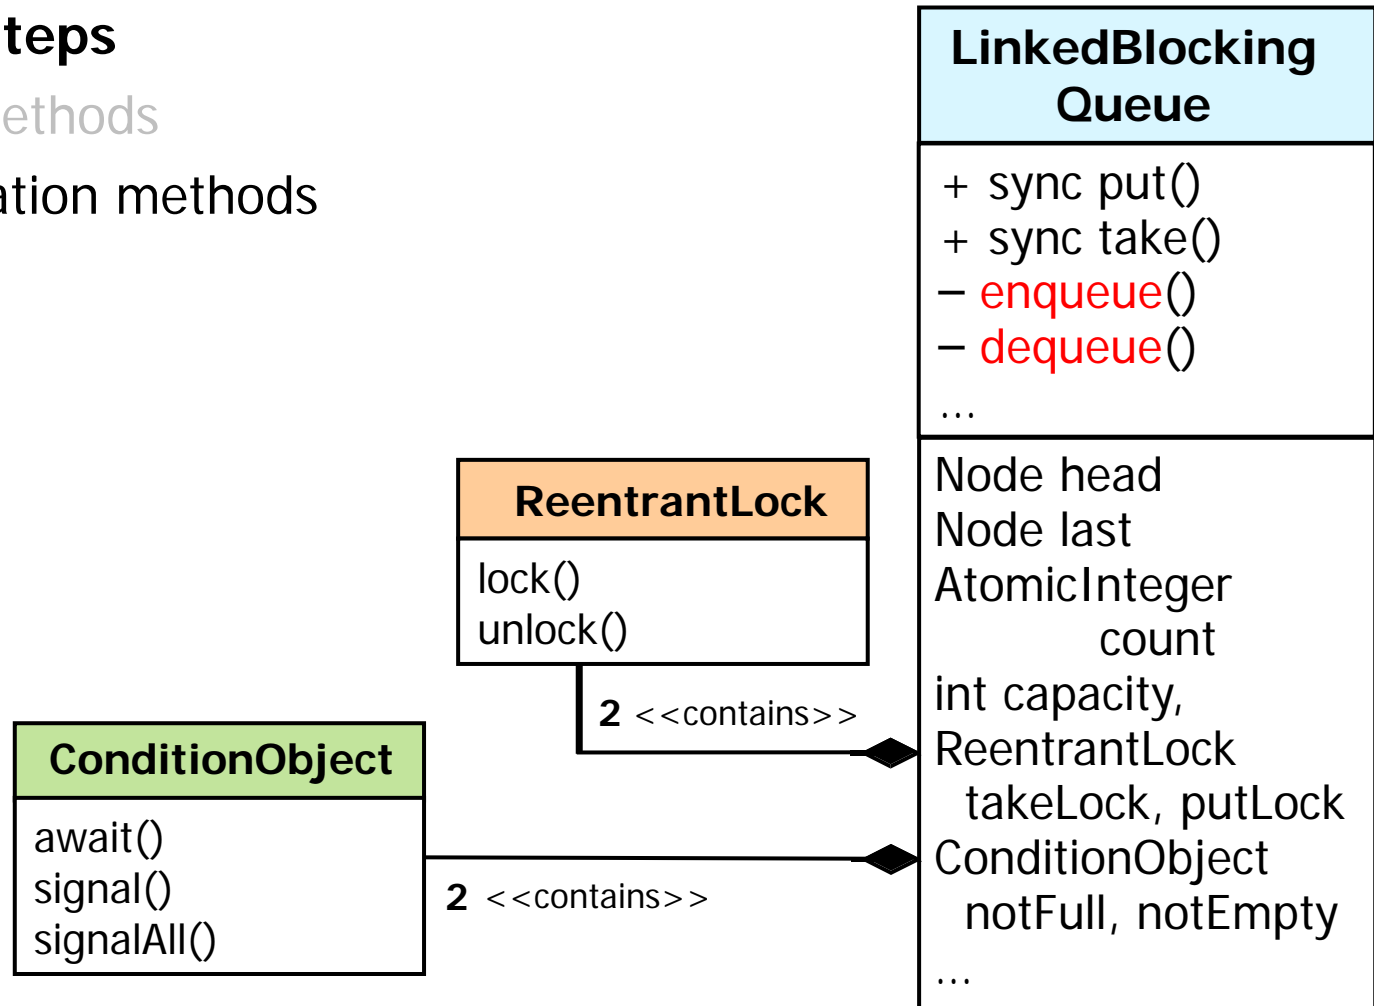 teps
ethods
ation methods
LinkedBlocking
Queue
+ sync put()
+ sync take()
– enqueue()
– dequeue()
...
Node head
Node last
AtomicInteger
count
int capacity,
ReentrantLock
takeLock, putLock
ConditionObject
notFull, notEmpty
...
ReentrantLock
lock()
unlock()
2 <<contains>>
ConditionObject
await()
signal()
signalAll()
2 <<contains>>